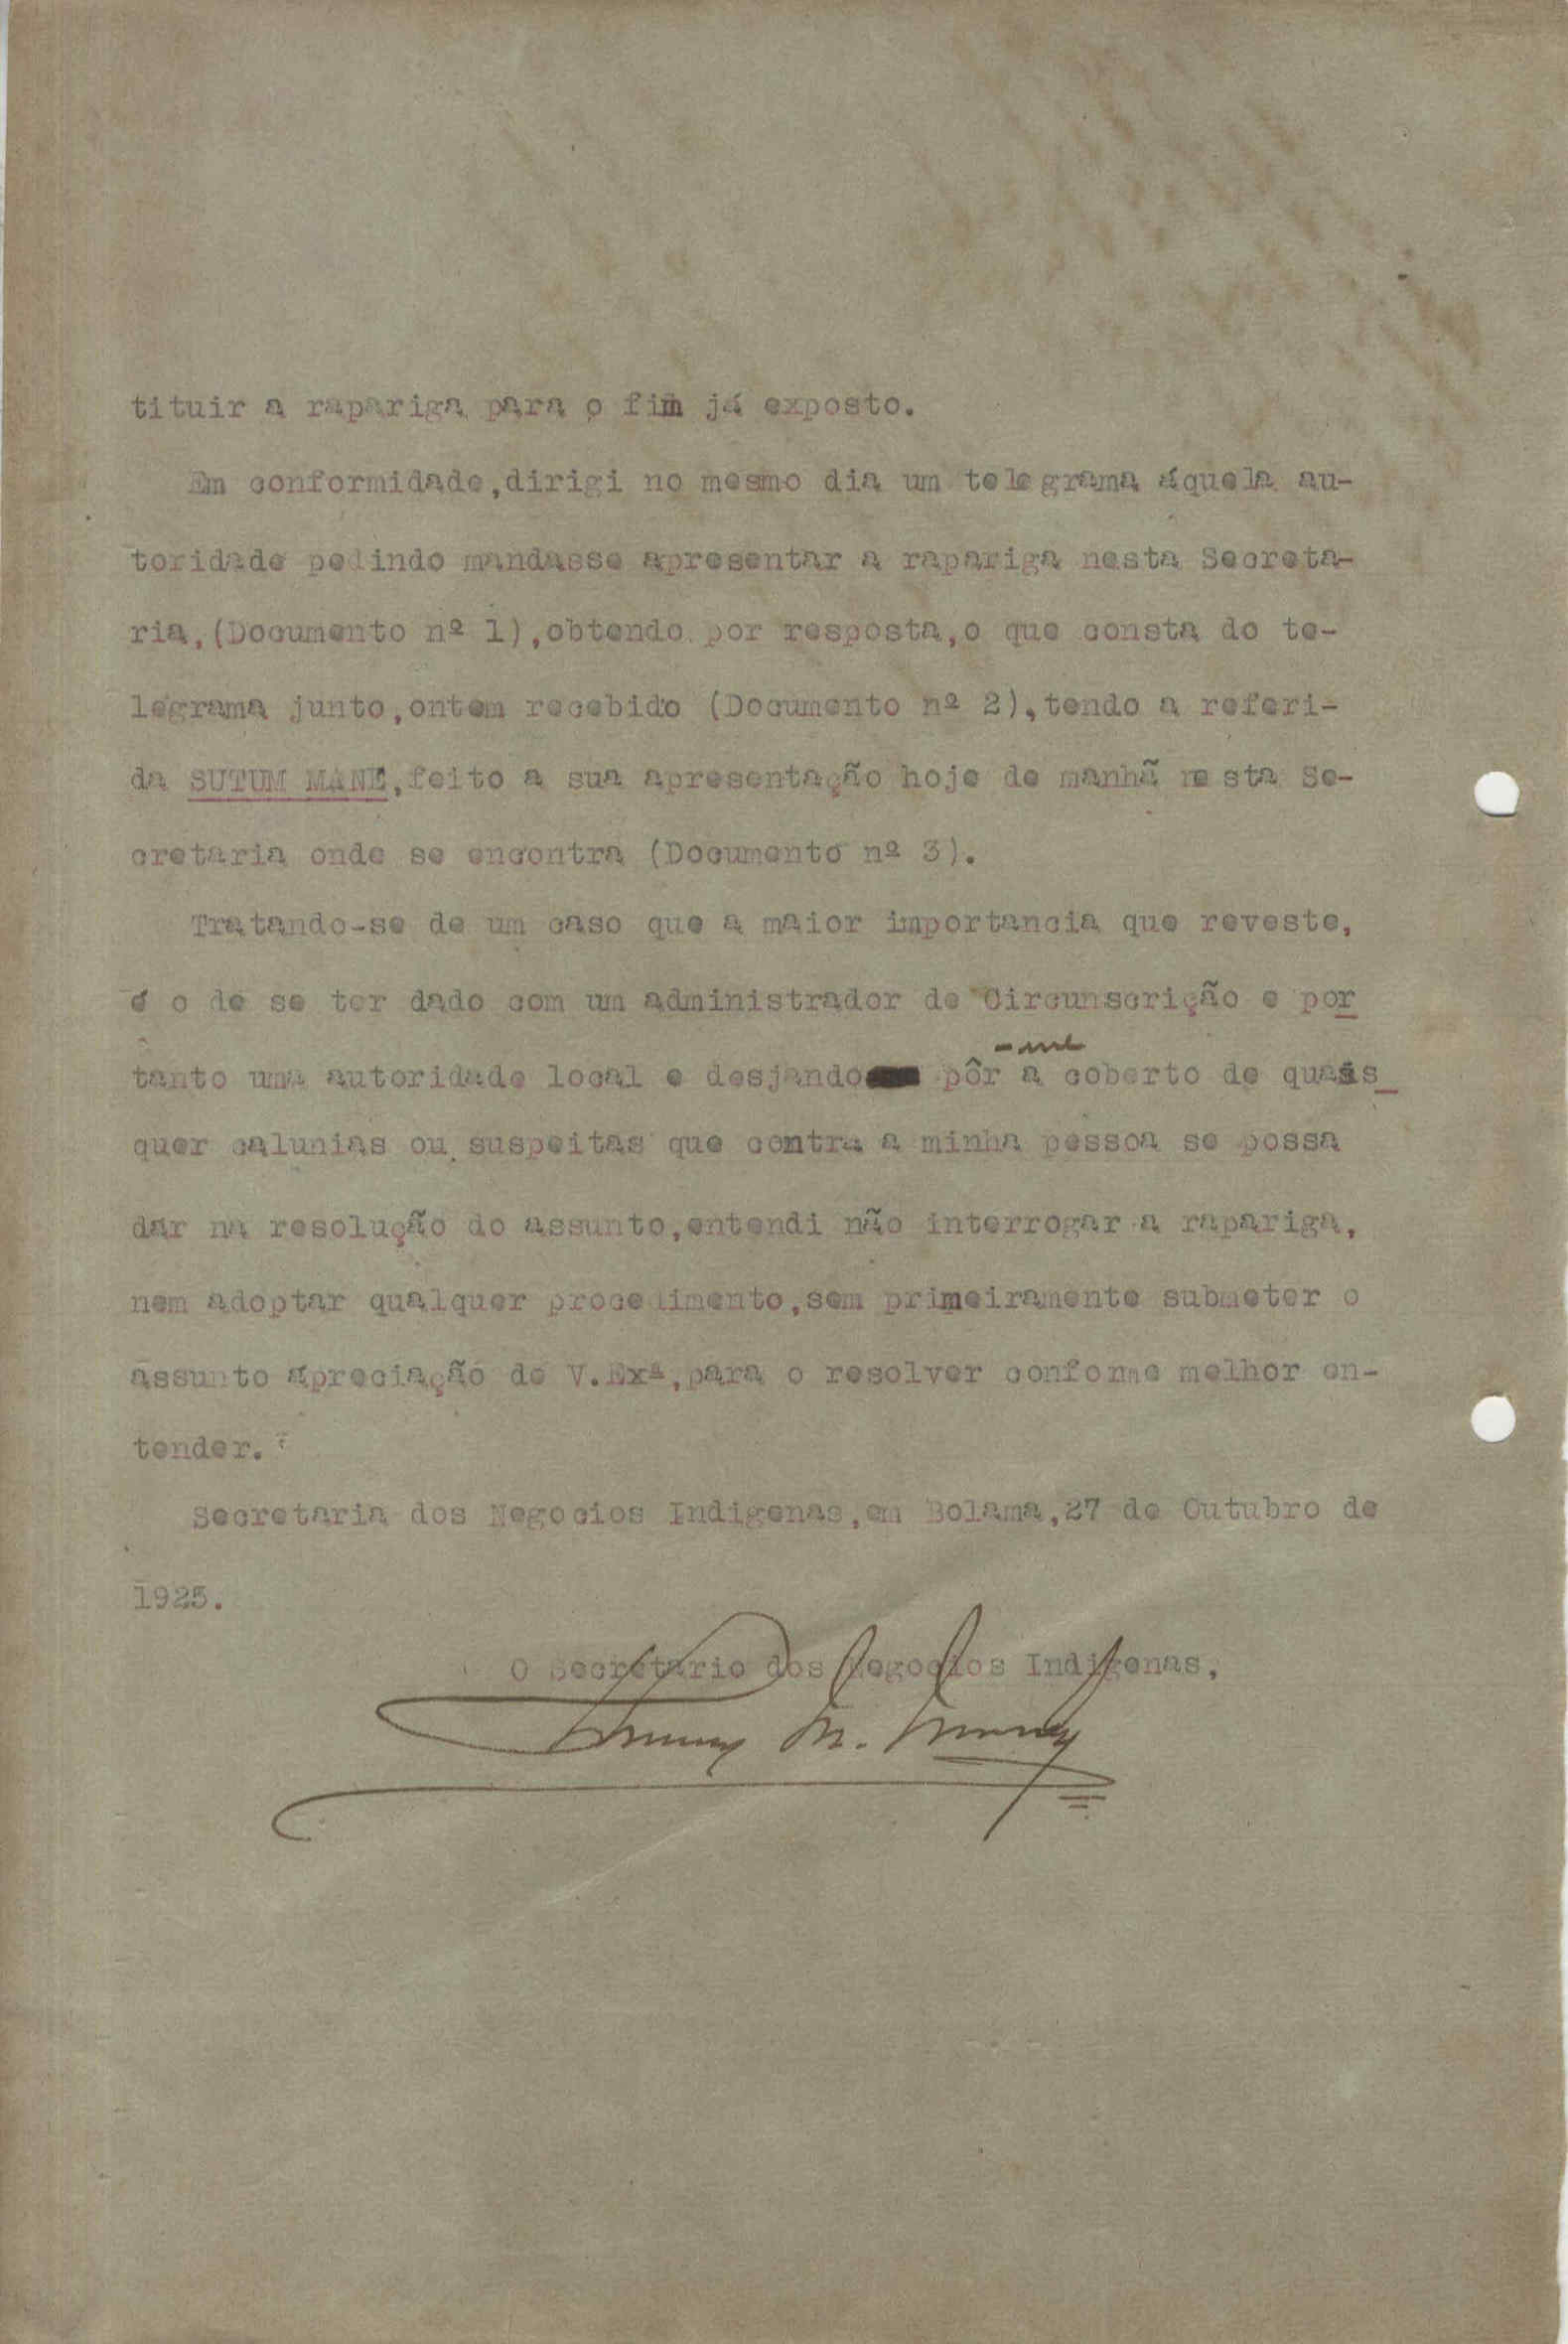 tituir a rapariga para o fim já exposto.
Em conformidade,dirigi no mesmo dia um telegrama áquela au-
toridade pedindo mandasse apresentar a rapariga nesta Secreta-
ria,(Documento nº 1),obtendo por resposta,o que consta do te-
legrama junto,ontem recebido (Documento nº 2),tendo a referi-
da SUTUM MANE,feito a sua apresentação hoje de manhã nesta Se-
cretaria onde se encontra (Documento nº 3).
Tratando-se de um caso que a maior importancia que reveste,
é o de se ter dado com um administrador de Circunscrição e por
tanto uma autoridade local e desjando pôr-me a coberto de quais_
quer calunias ou suspeitas que contra a minha pessoa se possa
dar na resolução do assunto,entendi não interrogar a rapariga,
nem adoptar qualquer procedimento,sem primeiramente submeter o
assunto ápreciação de V.Exª,para o resolver conforme melhor en-
tender.
Secretaria dos Negocios Indigenas,em Bolama,27 de Outubro de
1925.
O Secretario dos Negocios Indigenas,